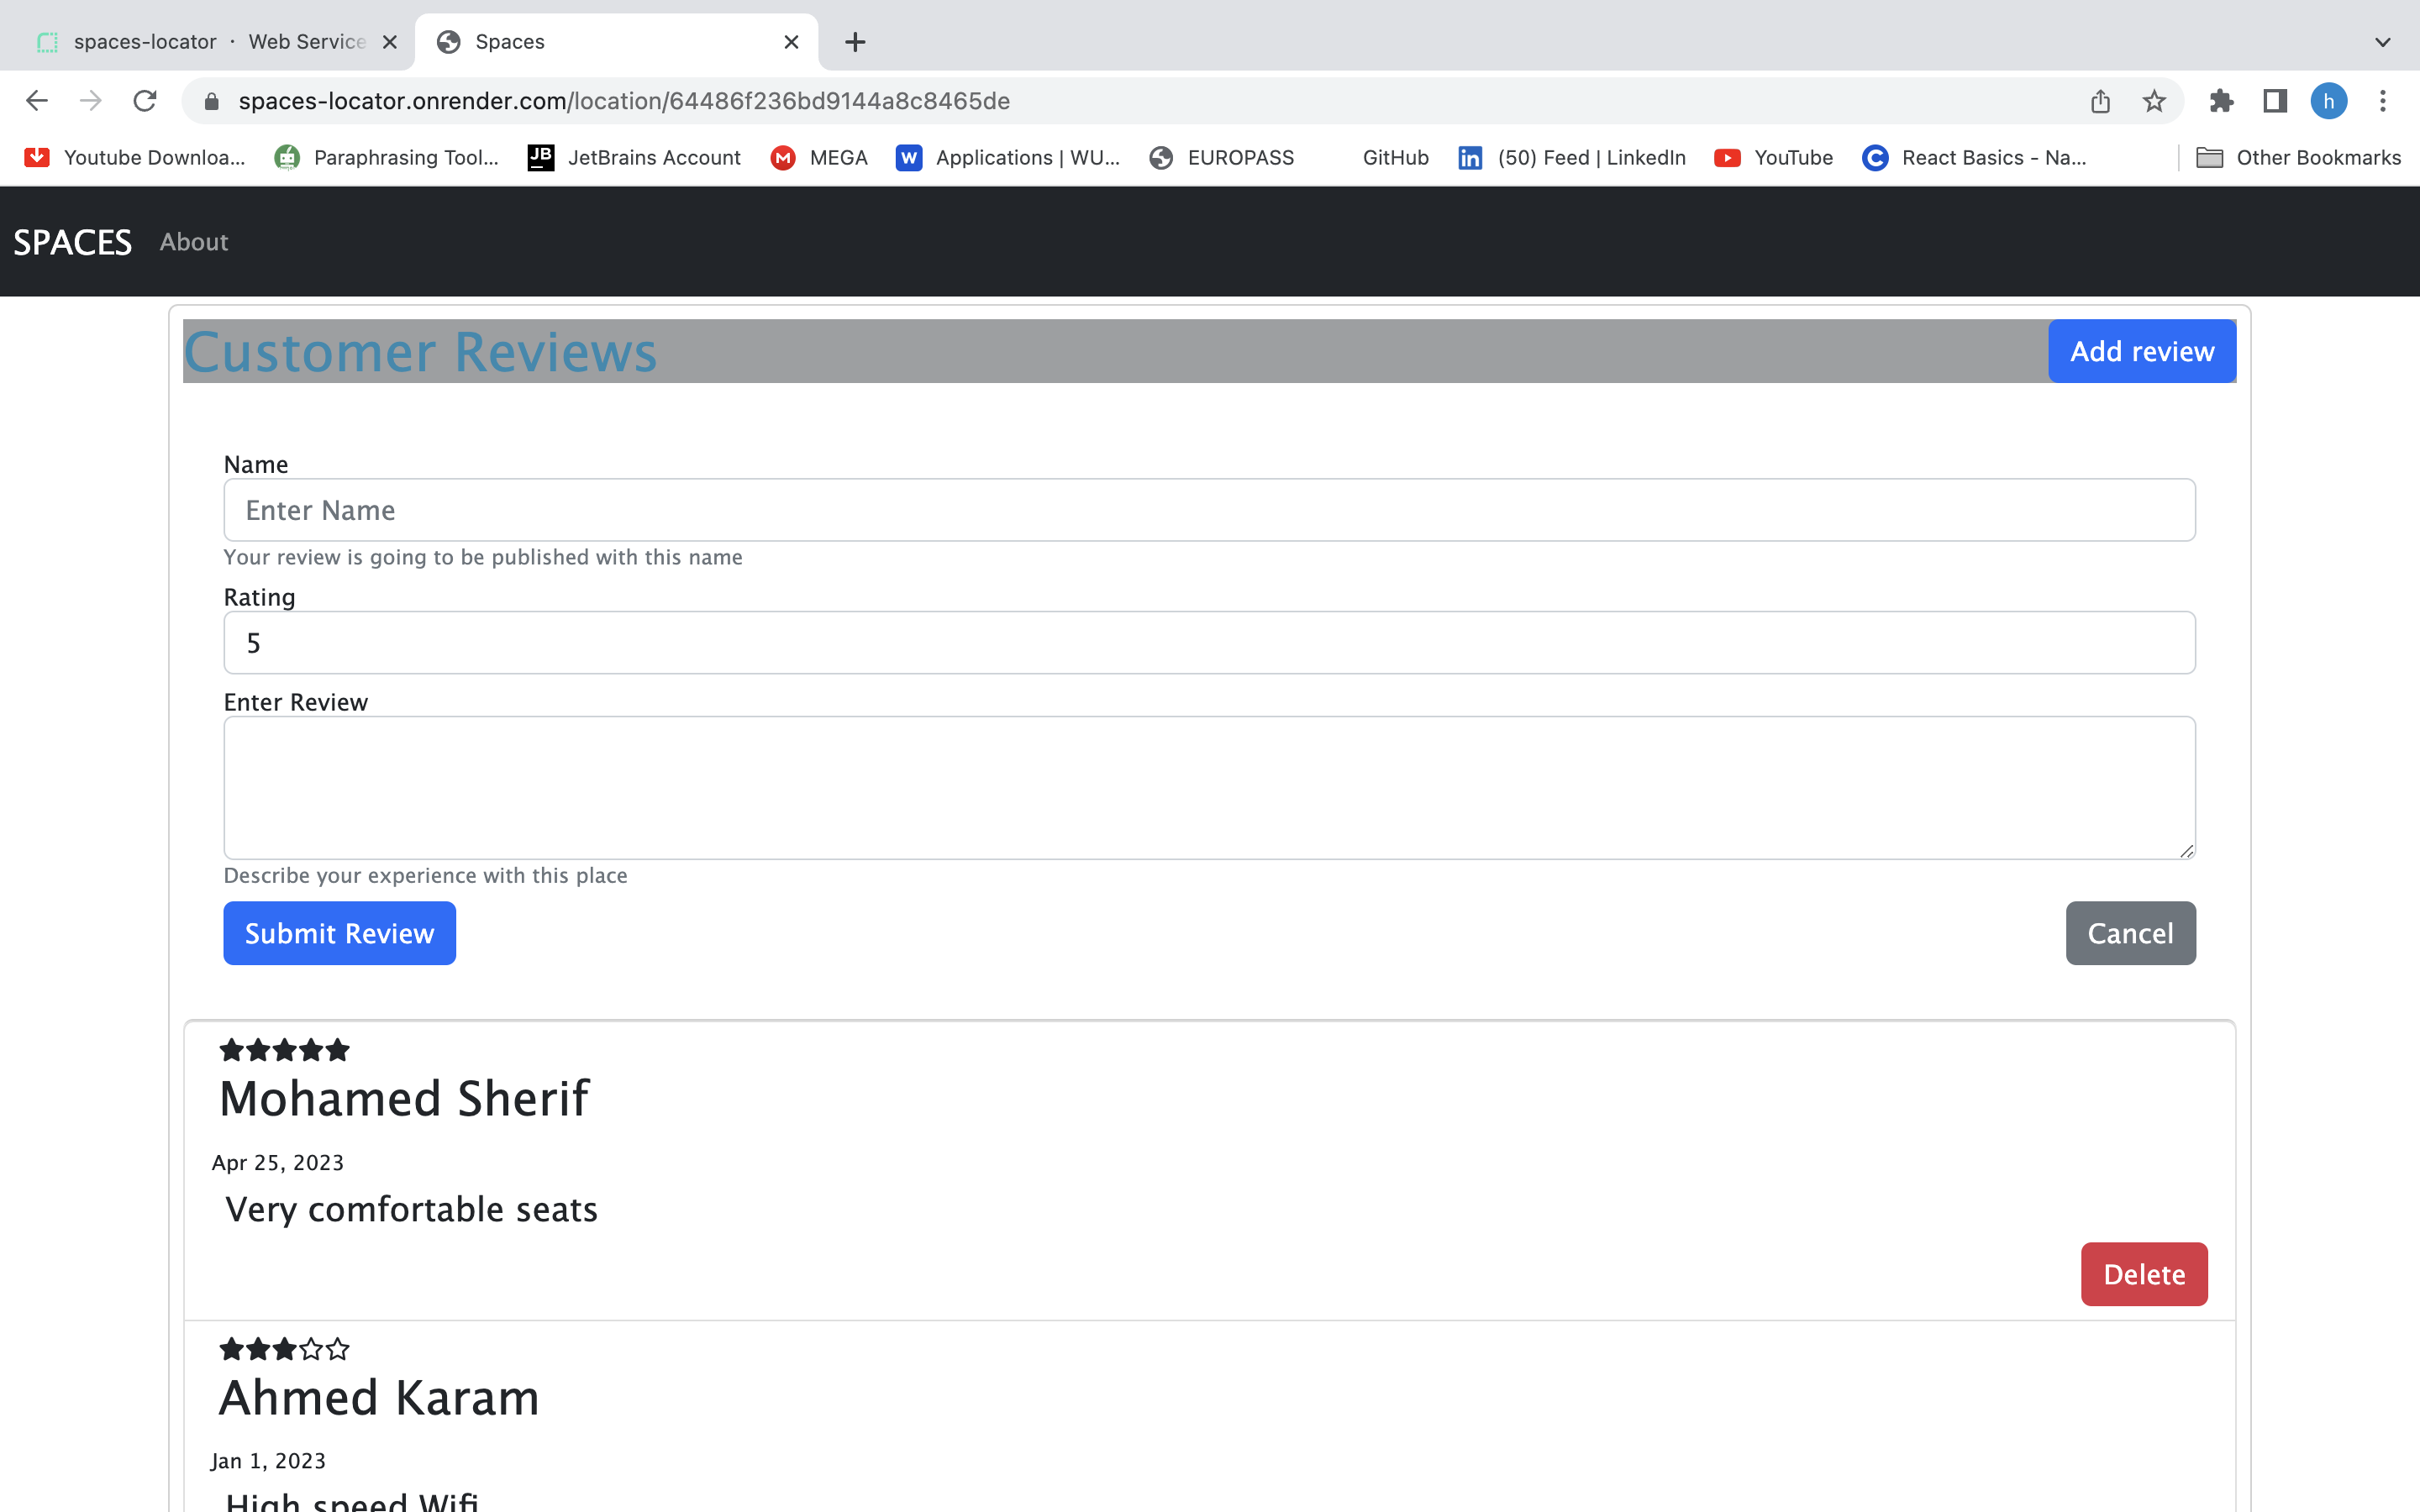 spaces-locator · Web Service
Spaces
spaces-locator.onrender.com/location/64486f236bd9144a8c8465de
h
Youtube Downloa...
Paraphrasing Tool...
JB JetBrains Account
M MEGA
W Applications | WU...
EUROPASS
GitHub
in (50) Feed | LinkedIn
YouTube
C React Basics - Na...
Other Bookmarks
SPACES About
Customer Reviews
Add review
Name
Enter Name
Your review is going to be published with this name
Rating
5
Enter Review
Describe your experience with this place
Submit Review
Cancel
Mohamed Sherif
Apr 25, 2023
Very comfortable seats
Delete
Ahmed Karam
Jan 1, 2023
High speed Wifi